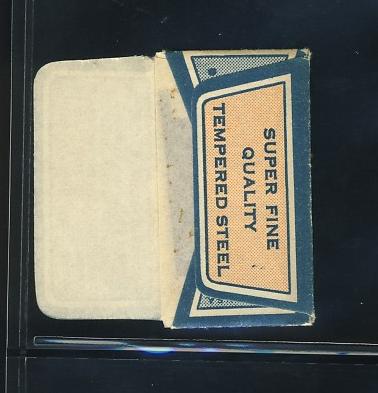 SUPER FINE
QUALITY
TEMPERED STEEL